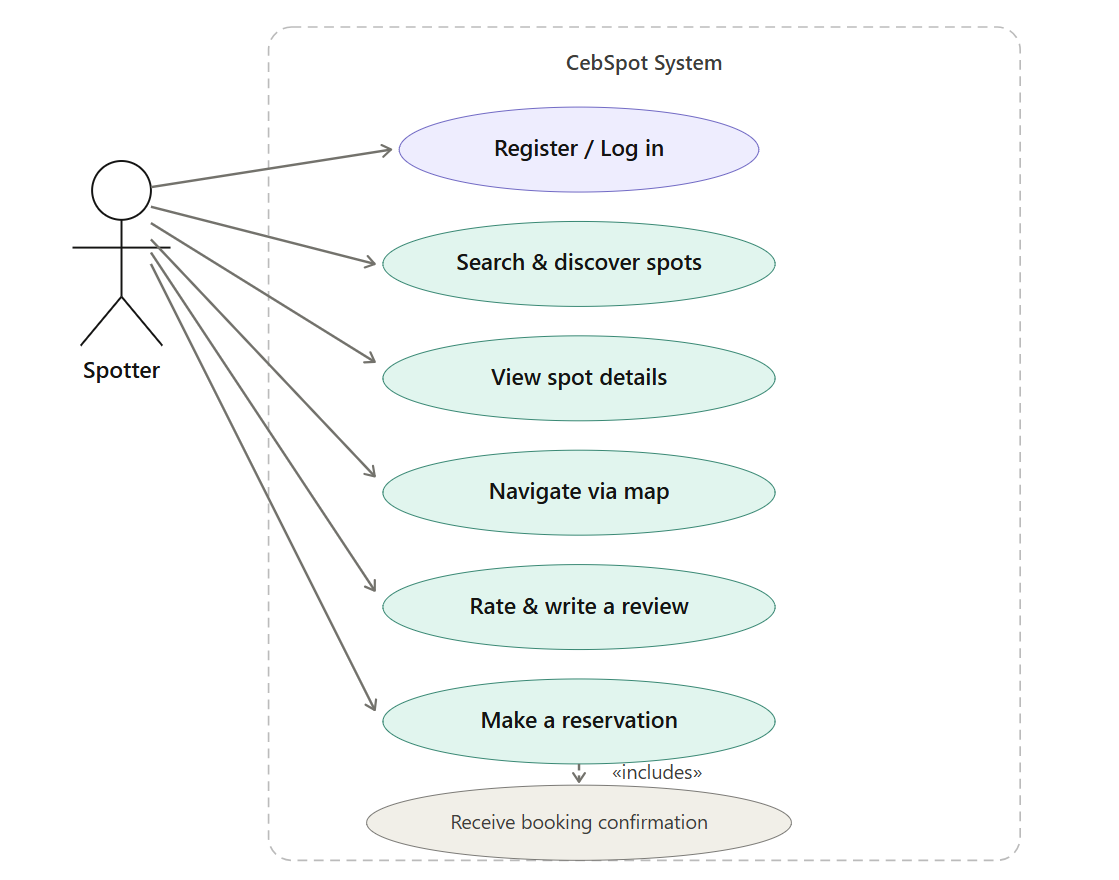 CebSpot System
Register / Log in
Search & discover spots
View spot details
Spotter
Navigate via map
Rate & write a review
Make a reservation
«includes»
Receive booking confirmation